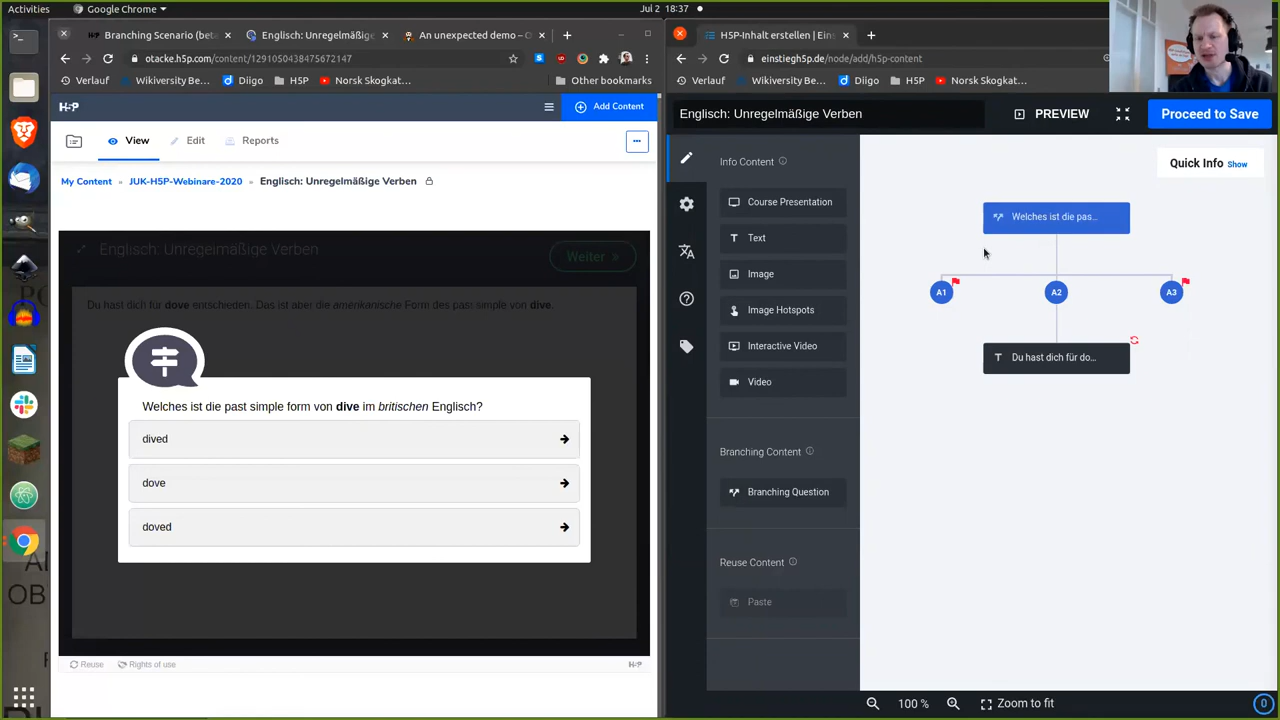 Activities
Google Chrome
Jul 2 18:37
Branching Scenario (bet
Englisch: Unregelmäßige
An unexpected demo – O
H5P-Inhalt erstellen | Eins
otacke.h5p.com/content/1291050438475672147
einstiegh5p.de/node/add/h5p-content
Verlauf
Wikiversity Be...
Diigo
H5P
Norsk Skogkat...
Other bookmarks
Verlauf
Wikiversity Be...
Diigo
H5P
Norsk Skogkat...
H5P
Add Content
View
Edit
Reports
My Content » JUK-H5P-Webinare-2020 » Englisch: Unregelmäßige Verben
Englisch: Unregelmäßige Verben
Weiter »
Du hast dich für dove entschieden. Das ist aber die amerikanische Form des past simple von dive.
Welches ist die past simple form von dive im britischen Englisch?
dived
dove
doved
Reuse
Rights of use
H5P
Englisch: Unregelmäßige Verben
PREVIEW
Proceed to Save
Info Content
Course Presentation
Text
Image
Image Hotspots
Interactive Video
Video
Branching Content
Branching Question
Reuse Content
Paste
Quick Info Show
Welches ist die pas...
A1
A2
A3
Du hast dich für do...
100 %
Zoom to fit
0